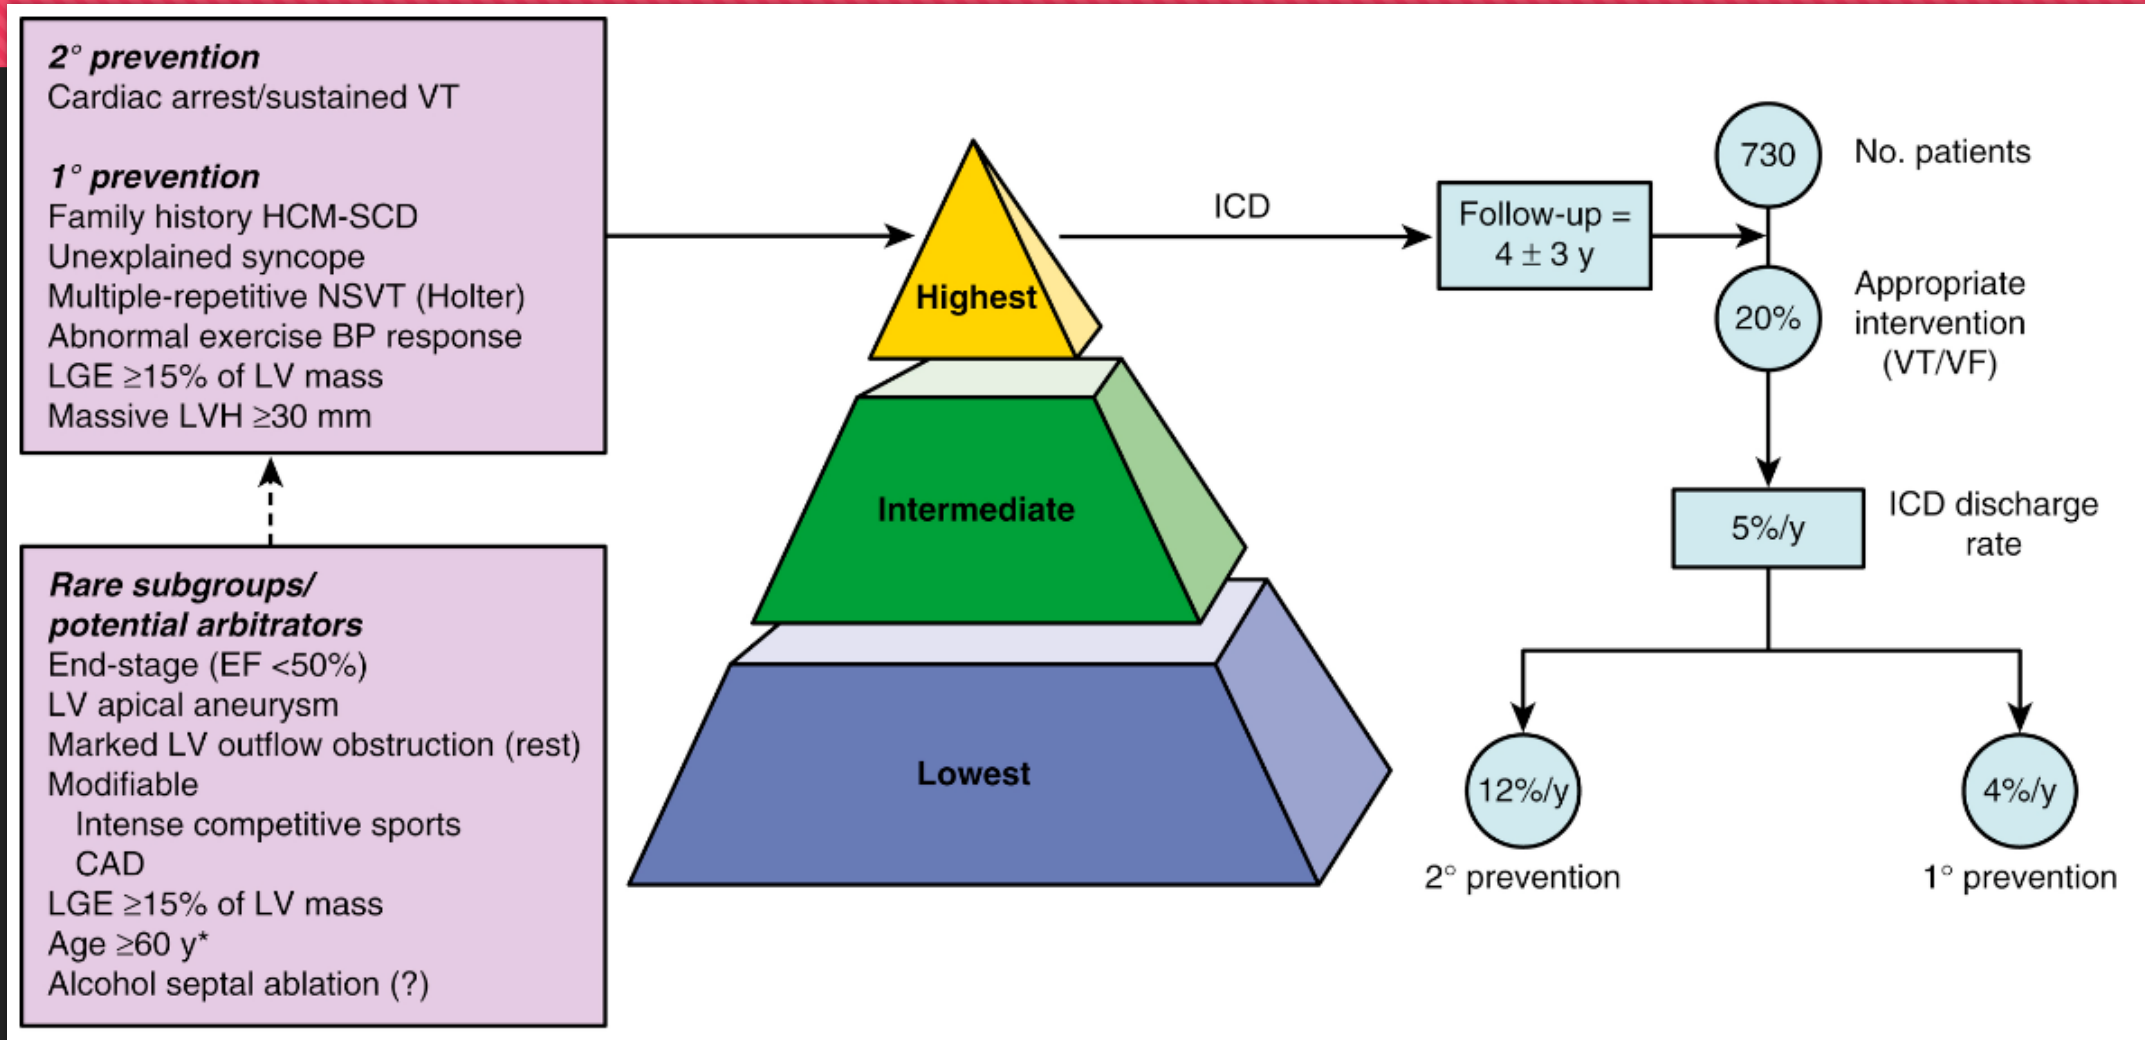 2° prevention
Cardiac arrest/sustained VT
1° prevention
Family history HCM-SCD
Unexplained syncope
Multiple-repetitive NSVT (Holter)
Abnormal exercise BP response
LGE ≥15% of LV mass
Massive LVH ≥30 mm
Rare subgroups/
potential arbitrators
End-stage (EF <50%)
LV apical aneurysm
Marked LV outflow obstruction (rest)
Modifiable
Intense competitive sports
CAD
LGE ≥15% of LV mass
Age ≥60 y*
Alcohol septal ablation (?)
Highest
Intermediate
Lowest
ICD
Follow-up =
4 ± 3 y
730
No. patients
20%
Appropriate
intervention
(VT/VF)
5%/y
ICD discharge
rate
12%/y
2° prevention
4%/y
1° prevention